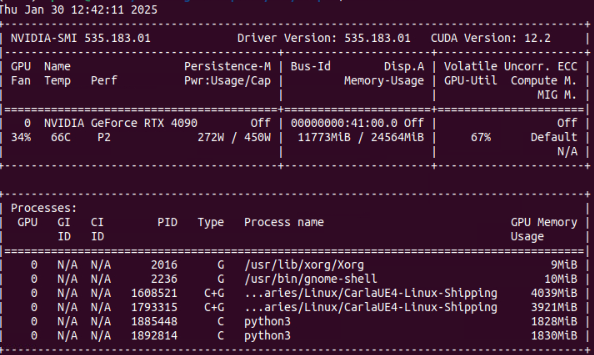 Thu Jan 30 12:42:11 2025
+---------------------------------------------------------------------------------------+
| NVIDIA-SMI 535.183.01             Driver Version: 535.183.01   CUDA Version: 12.2     |
|-----------------------------------------+----------------------+----------------------+
| GPU  Name                 Persistence-M | Bus-Id        Disp.A | Volatile Uncorr. ECC |
| Fan  Temp   Perf          Pwr:Usage/Cap |         Memory-Usage | GPU-Util  Compute M. |
|                                         |                      |               MIG M. |
|=========================================+======================+======================|
|   0  NVIDIA GeForce RTX 4090        Off | 00000000:41:00.0 Off |                  Off |
| 34%   66C    P2             272W / 450W |  11773MiB / 24564MiB |     67%      Default |
|                                         |                      |                  N/A |
+-----------------------------------------+----------------------+----------------------+
+---------------------------------------------------------------------------------------+
| Processes:                                                                            |
|  GPU   GI   CI        PID   Type   Process name                            GPU Memory |
|        ID   ID                                                             Usage      |
|=======================================================================================|
|    0   N/A  N/A      2016      G   /usr/lib/xorg/Xorg                            9MiB |
|    0   N/A  N/A      2236      G   /usr/bin/gnome-shell                         10MiB |
|    0   N/A  N/A   1608521    C+G   ...aries/Linux/CarlaUE4-Linux-Shipping     4039MiB |
|    0   N/A  N/A   1793315    C+G   ...aries/Linux/CarlaUE4-Linux-Shipping     3921MiB |
|    0   N/A  N/A   1885448      C   python3                                    1828MiB |
|    0   N/A  N/A   1892814      C   python3                                    1830MiB |
+---------------------------------------------------------------------------------------+